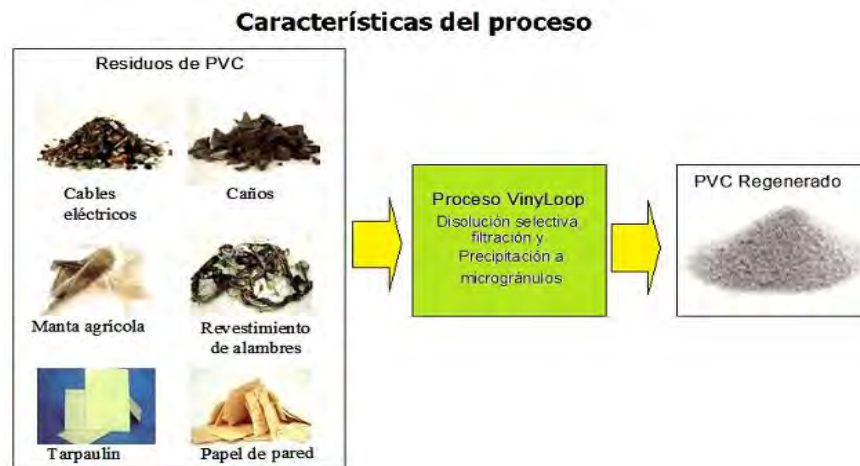 Características del proceso
Residuos de PVC
Cables
eléctricos
Caños
Manta agrícola
Revestimiento
de alambres
Tarpaulín
Papel de pared
Proceso VinyLoop
Disolución selectiva,
filtración y
Precipitación a
microgránulos
PVC Regenerado